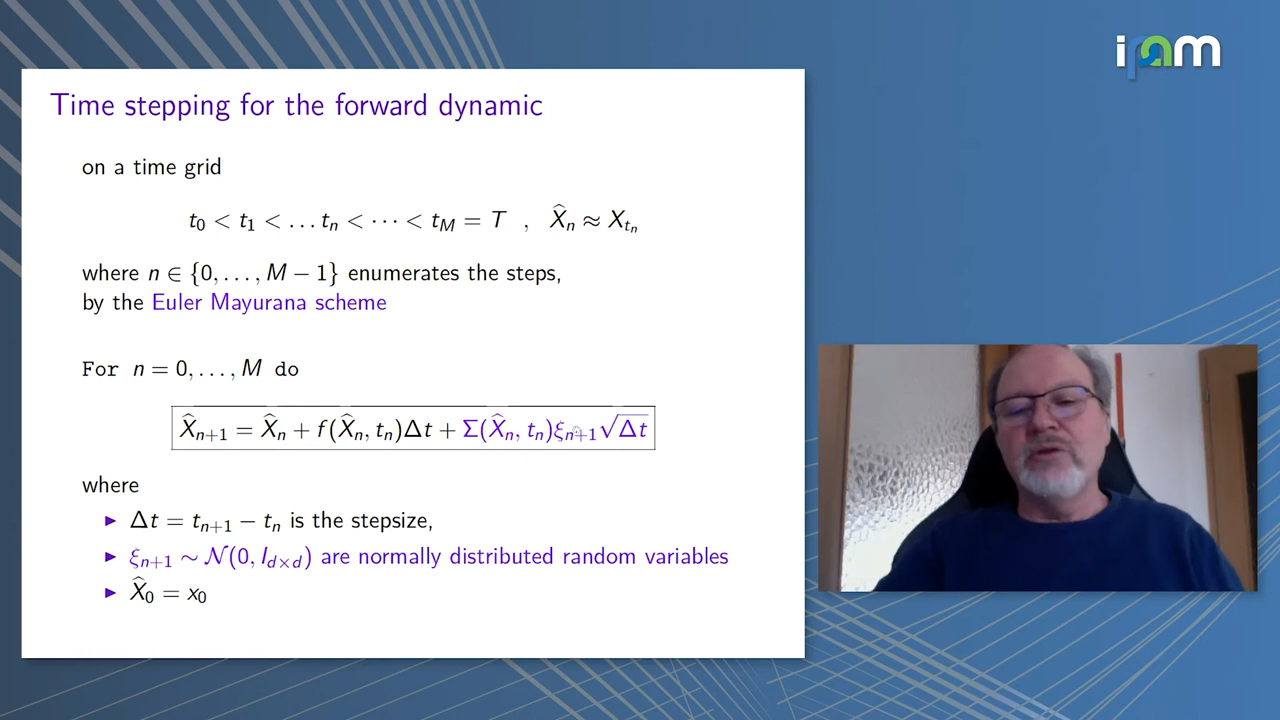 ipam
Time stepping for the forward dynamic
on a time grid
t₀ < t₁ < … tₙ < ⋯ < t_M = T , X̂ₙ ≈ X_{tₙ}
where n ∈ {0, …, M − 1} enumerates the steps,
by the Euler Mayurana scheme
For n = 0, …, M do
X̂ₙ₊₁ = X̂ₙ + f(X̂ₙ, tₙ)Δt + Σ(X̂ₙ, tₙ)ξₙ₊₁√Δt
where
▶ Δt = tₙ₊₁ − tₙ is the stepsize,
▶ ξₙ₊₁ ∼ 𝒩(0, I_{d×d}) are normally distributed random variables
▶ X̂₀ = x₀